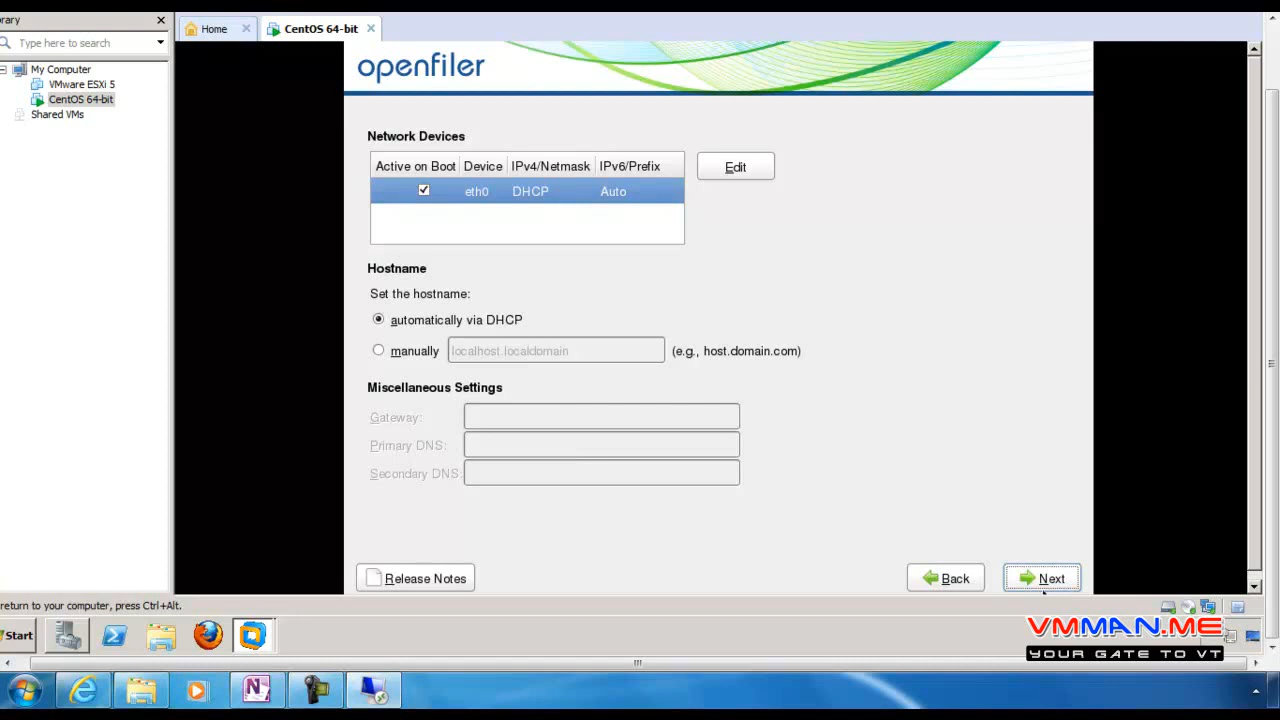 brary
Type here to search
My Computer
VMware ESXi 5
CentOS 64-bit
Shared VMs
Home
CentOS 64-bit
openfiler
Network Devices
Active on Boot Device IPv4/Netmask IPv6/Prefix
eth0 DHCP Auto
Edit
Hostname
Set the hostname:
automatically via DHCP
manually localhost.localdomain (e.g., host.domain.com)
Miscellaneous Settings
Gateway:
Primary DNS:
Secondary DNS:
Release Notes
Back
Next
return to your computer, press Ctrl+Alt.
Start
VMMAN.ME
YOUR GATE TO VT